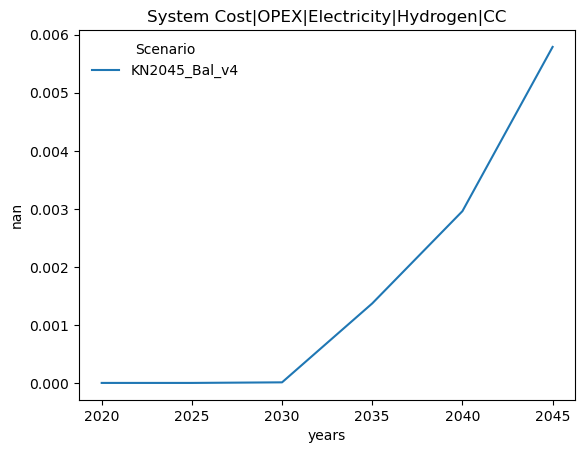 System Cost|OPEX|Electricity|Hydrogen|CC
Scenario
KN2045_Bal_v4
0.006
0.005
0.004
0.003
0.002
0.001
0.000
nan
2020 2025 2030 2035 2040 2045
years